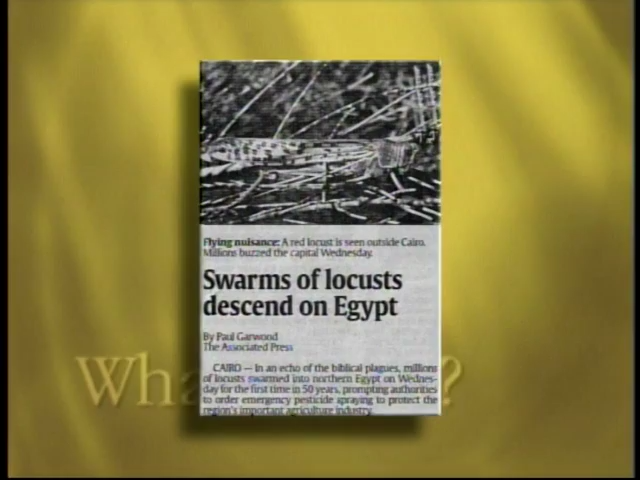 Flying nuisance: A red locust is seen outside Cairo.
Millions buzzed the capital Wednesday.
Swarms of locusts
descend on Egypt
By Paul Garwood
The Associated Press
CAIRO — In an echo of the biblical plagues, millions
of locusts swarmed into northern Egypt on Wednes-
day for the first time in 50 years, prompting authorities
to order emergency pesticide spraying to protect the
region's important agriculture industry.
Wha ?